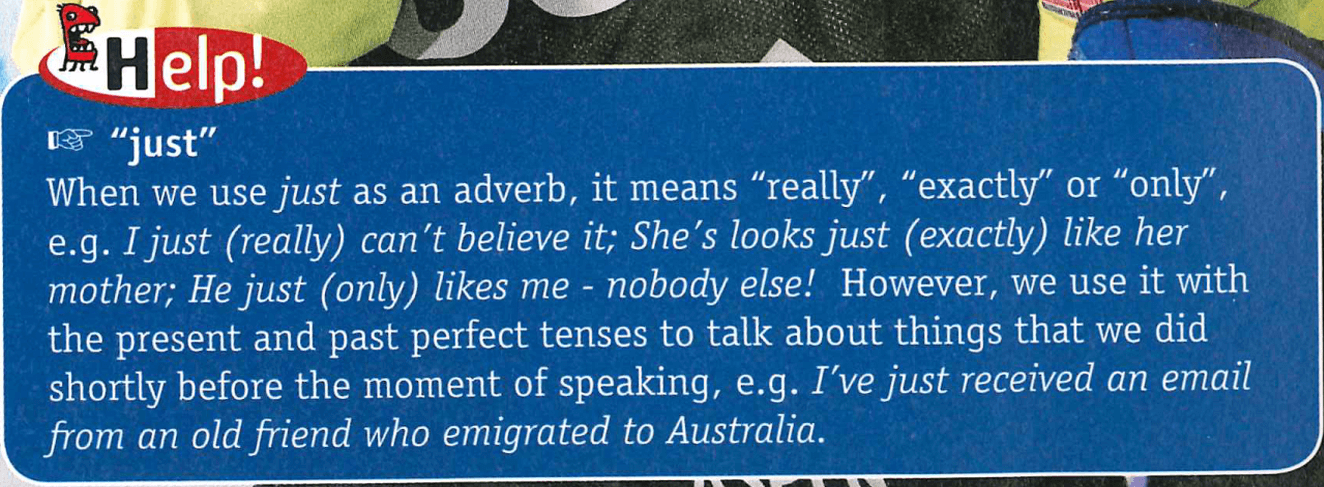 Help!
☞ “just”
When we use just as an adverb, it means “really”, “exactly” or “only”,
e.g. I just (really) can't believe it; She's looks just (exactly) like her
mother; He just (only) likes me - nobody else! However, we use it with
the present and past perfect tenses to talk about things that we did
shortly before the moment of speaking, e.g. I've just received an email
from an old friend who emigrated to Australia.